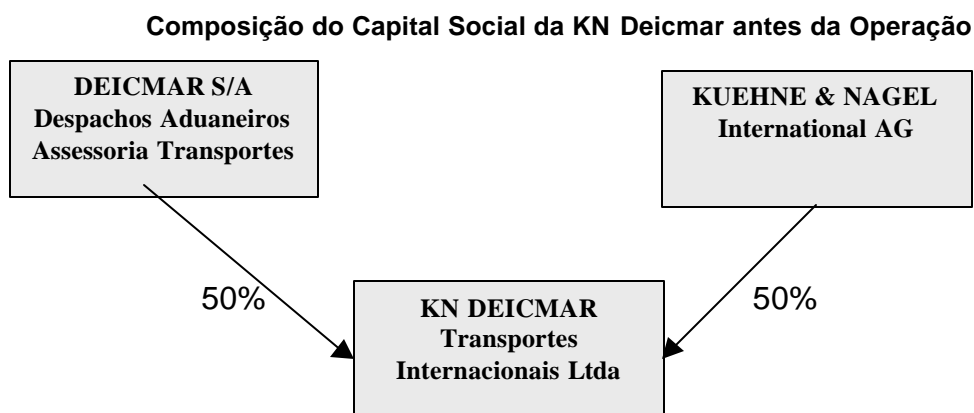 Composição do Capital Social da KN Deicmar antes da Operação
DEICMAR S/A
Despachos Aduaneiros
Assessoria Transportes
KUEHNE & NAGEL
International AG
50%
50%
KN DEICMAR
Transportes
Internacionais Ltda